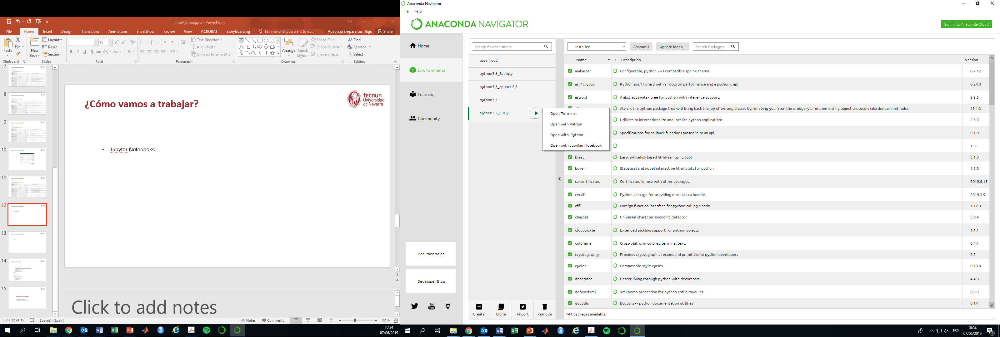 IntroPython.pptx - PowerPoint
File Home Insert Design Transitions Animations Slide Show Review View ACROBAT Storyboarding Tell me what you want to do... Apaolaza Emparanza, Iñigo Share
Paste
Clipboard
New Slide
Layout
Reset
Section
Slides
16
Font
Text Direction
Align Text
Convert to SmartArt
Paragraph
Arrange
Quick Styles
Shape Fill
Shape Outline
Shape Effects
Drawing
Find
Replace
Select
Editing
7
8
9
10
11
12
13
14
15
¿Cómo vamos a trabajar?
tecnun
Universidad
de Navarra
• Jupyter Notebooks…
Click to add notes
Slide 12 of 15 Spanish (Spain) Notes Comments 82 %
10:34
07/06/2019
Anaconda Navigator
File Help
ANACONDA NAVIGATOR
Sign in to Anaconda Cloud
Home
Environments
Learning
Community
Documentation
Developer Blog
Search Environments
base (root)
python3.6_Spotipy
python3.6_cplex1.2.8
python3.7
python3.7_CDPy
Open Terminal
Open with Python
Open with IPython
Open with Jupyter Notebook
Create Clone Import Remove
Installed Channels Update index... Search Packages
Name T Description Version
alabaster Configurable, python 2+3 compatible sphinx theme. 0.7.12
asn1crypto Python asn.1 library with a focus on performance and a pythonic api 0.24.0
astroid A abstract syntax tree for python with inference support. 2.2.5
Attrs is the python package that will bring back the joy of writing classes by relieving you from the drudgery of implementing object protocols (aka dunder methods). 19.1.0
Utilities to internationalize and localize python applications 2.6.0
Specifications for callback functions passed in to an api 0.1.0
1.0
bleach Easy, whitelist-based html-sanitizing tool 3.1.0
bokeh Statistical and novel interactive html plots for python 1.2.0
ca-certificates Certificates for use with other packages. 2019.5.15
certifi Python package for providing mozilla's ca bundle. 2019.3.9
cffi Foreign function interface for python calling c code. 1.12.3
chardet Universal character encoding detector 3.0.4
cloudpickle Extended pickling support for python objects 1.1.1
colorama Cross-platform colored terminal text. 0.4.1
cryptography Provides cryptographic recipes and primitives to python developers 2.7
cycler Composable style cycles. 0.10.0
decorator Better living through python with decorators. 4.4.0
defusedxml Xml bomb protection for python stdlib modules 0.6.0
docutils Docutils -- python documentation utilities 0.14
141 packages available
ESP
10:34
07/06/2019
1